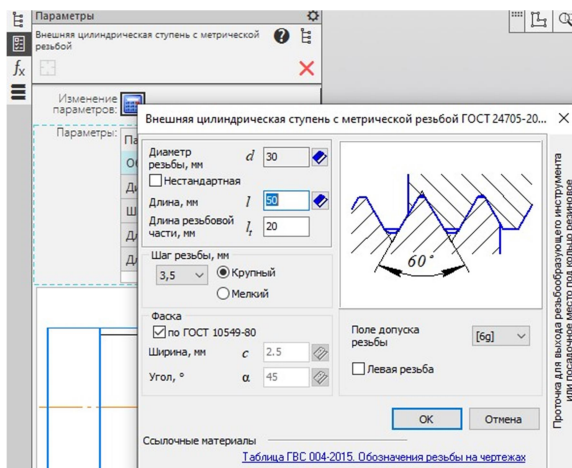 Параметры
Внешняя цилиндрическая ступень с метрической
резьбой
fx
Изменение
параметров:
Параметры:
Внешняя цилиндрическая ступень с метрической резьбой ГОСТ 24705-20...
Диаметр
резьбы, мм
d 30
Нестандартная
Длина, мм l 50
Длина резьбовой
части, мм
lt 20
Шаг резьбы, мм
3,5
Крупный
Мелкий
Фаска
по ГОСТ 10549-80
Ширина, мм c 2.5
Угол, ° α 45
60°
Поле допуска
резьбы
[6g]
Левая резьба
ОК Отмена
Ссылочные материалы
Таблица ГВС 004-2015. Обозначения резьбы на чертежах
Проточка для выхода резьбообразующего инструмента
или посадочное место под кольцо резиновое